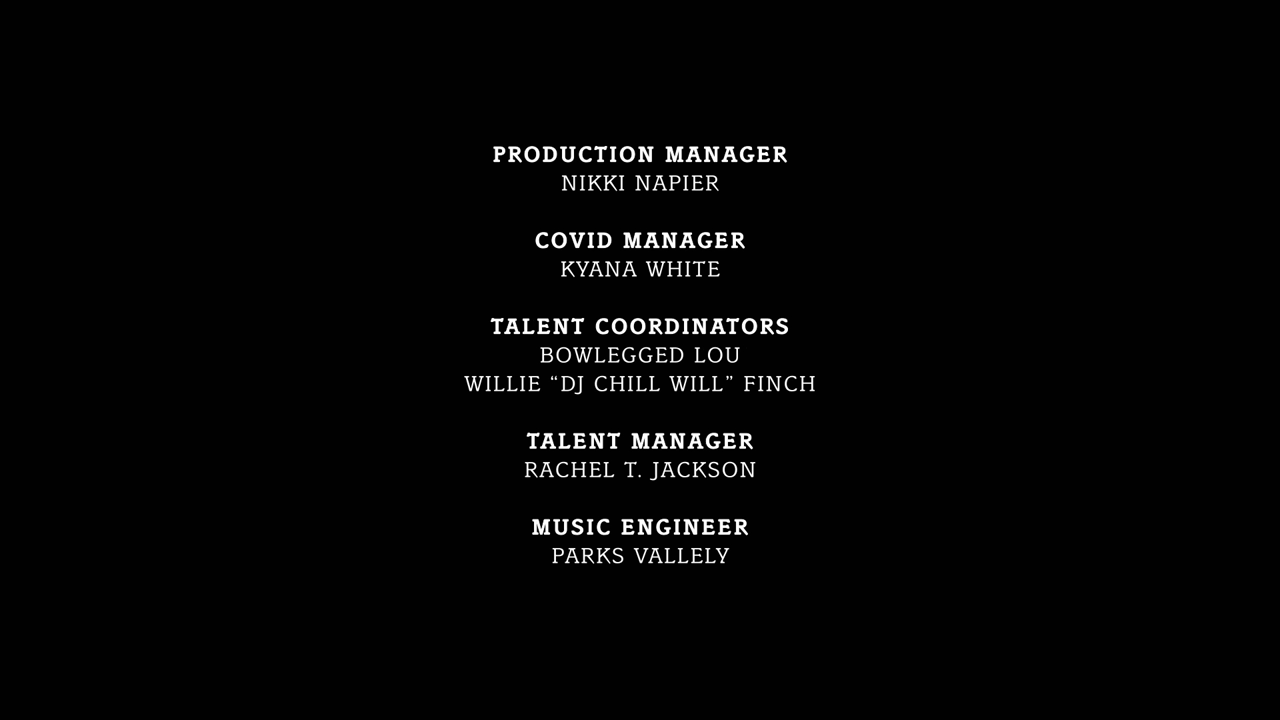 PRODUCTION MANAGER
NIKKI NAPIER
COVID MANAGER
KYANA WHITE
TALENT COORDINATORS
BOWLEGGED LOU
WILLIE “DJ CHILL WILL” FINCH
TALENT MANAGER
RACHEL T. JACKSON
MUSIC ENGINEER
PARKS VALLELY